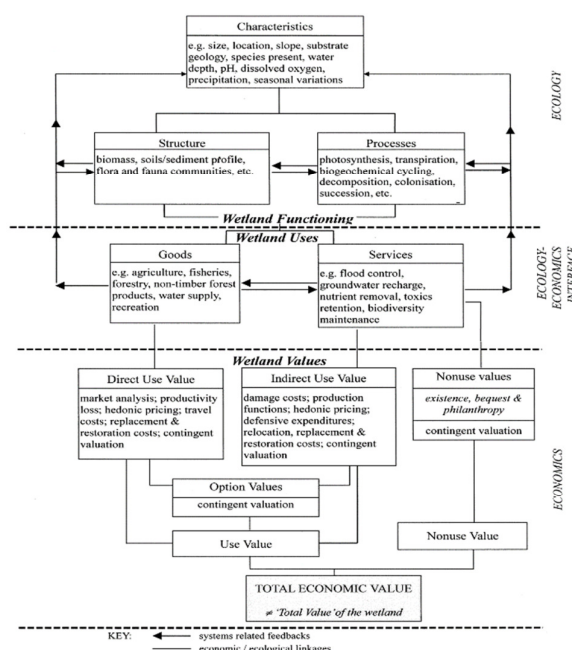 Characteristics
e.g. size, location, slope, substrate
geology, species present, water
depth, pH, dissolved oxygen,
precipitation, seasonal variations
ECOLOGY
Structure
biomass, soils/sediment profile,
flora and fauna communities, etc.
Processes
photosynthesis, transpiration,
biogeochemical cycling,
decomposition, colonisation,
succession, etc.
Wetland Functioning
Wetland Uses
Goods
e.g. agriculture, fisheries,
forestry, non-timber forest
products, water supply,
recreation
Services
e.g. flood control,
groundwater recharge,
nutrient removal, toxics
retention, biodiversity
maintenance
ECOLOGY-
ECONOMICS
INTERFACE
Wetland Values
Direct Use Value
market analysis; productivity
loss; hedonic pricing; travel
costs; replacement &
restoration costs; contingent
valuation
Indirect Use Value
damage costs; production
functions; hedonic pricing;
defensive expenditures;
relocation, replacement &
restoration costs; contingent
valuation
Nonuse values
existence, bequest &
philanthropy
contingent valuation
ECONOMICS
Option Values
contingent valuation
Use Value
Nonuse Value
TOTAL ECONOMIC VALUE
≠ 'Total Value' of the wetland
KEY:
systems related feedbacks
economic / ecological linkages